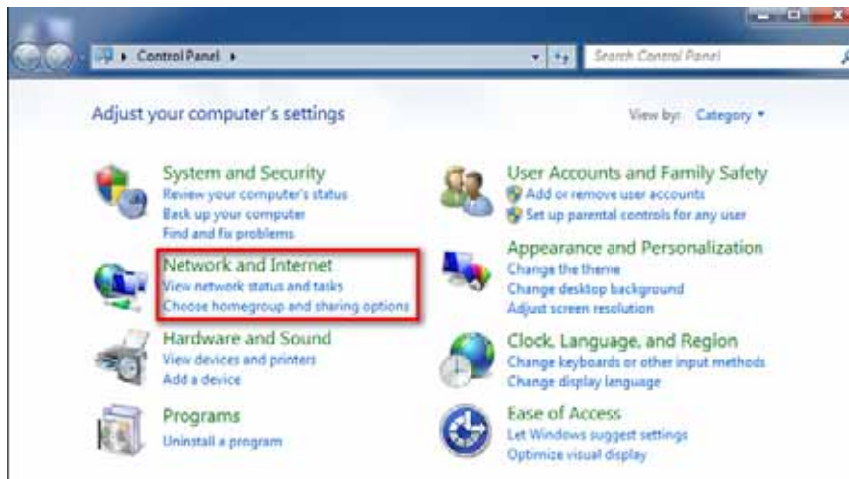 Control Panel
Search Control Panel
Adjust your computer's settings
View by: Category
System and Security
Review your computer's status
Back up your computer
Find and fix problems
Network and Internet
View network status and tasks
Choose homegroup and sharing options
Hardware and Sound
View devices and printers
Add a device
Programs
Uninstall a program
User Accounts and Family Safety
Add or remove user accounts
Set up parental controls for any user
Appearance and Personalization
Change the theme
Change desktop background
Adjust screen resolution
Clock, Language, and Region
Change keyboards or other input methods
Change display language
Ease of Access
Let Windows suggest settings
Optimize visual display